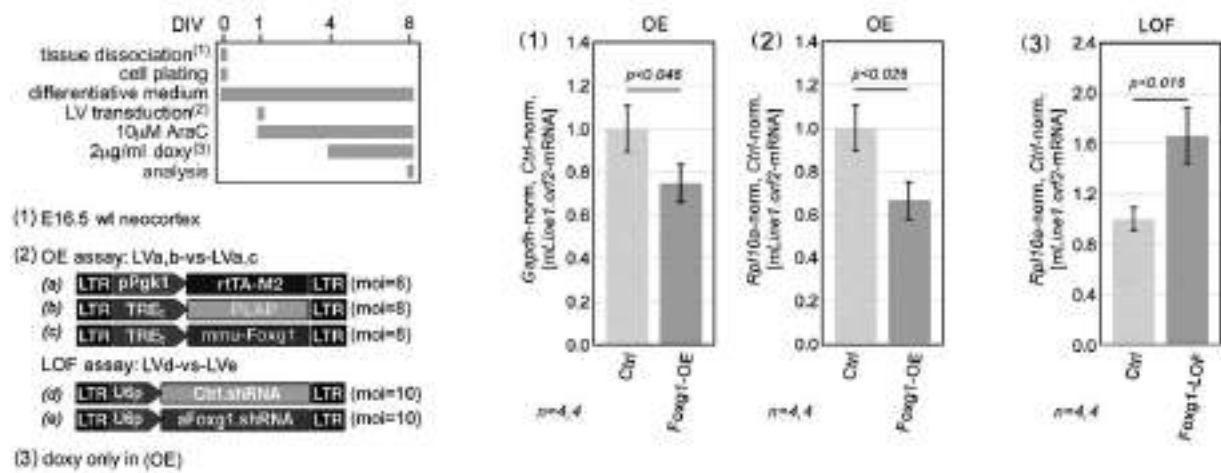 DIV 0 1 4 8
tissue dissociation(1)
cell plating
differentiative medium
LV transduction(2)
10µM AraC
2µg/ml doxy(3)
analysis
(1) E16.5 wt neocortex
(2) OE assay: LVa,b-vs-LVa,c
(a) LTR pPgk1 rtTA-M2 LTR (moi=8)
(b) LTR TRE PLAP LTR (moi=8)
(c) LTR TRE mmu-Foxg1 LTR (moi=8)
LOF assay: LVd-vs-LVe
(d) LTR U6p Ctrl.shRNA LTR (moi=10)
(e) LTR U6p aFoxg1.shRNA LTR (moi=10)
(3) doxy only in (OE)
(1) OE
Gapdh-norm, Ctrl-norm,
[mLine1.orf2-mRNA]
1.4
1.2
1.0
0.8
0.6
0.4
0.2
0.0
p<0.046
Ctrl
Foxg1-OE
n=4,4
(2) OE
Rpl10a-norm, Ctrl-norm,
[mLine1.orf2-mRNA]
1.4
1.2
1.0
0.8
0.6
0.4
0.2
0.0
p<0.026
Ctrl
Foxg1-OE
n=4,4
(3) LOF
Rpl10a-norm, Ctrl-norm,
[mLine1.orf2-mRNA]
2.4
2.0
1.6
1.2
0.8
0.4
0.0
p<0.016
Ctrl
Foxg1-LOF
n=4,4